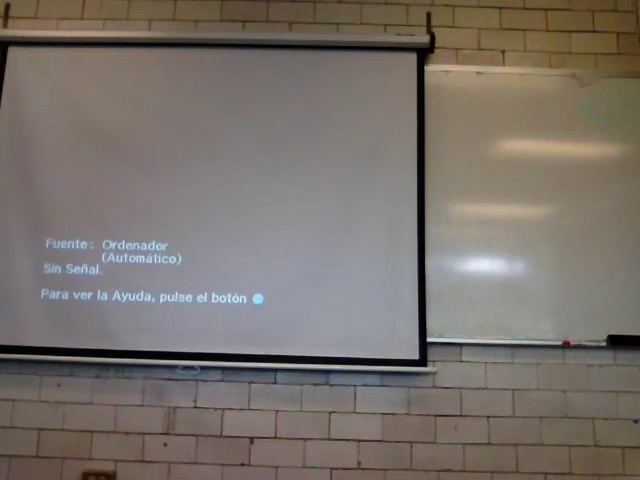 Fuente: Ordenador
(Automático)
Sin Señal.
Para ver la Ayuda, pulse el botón